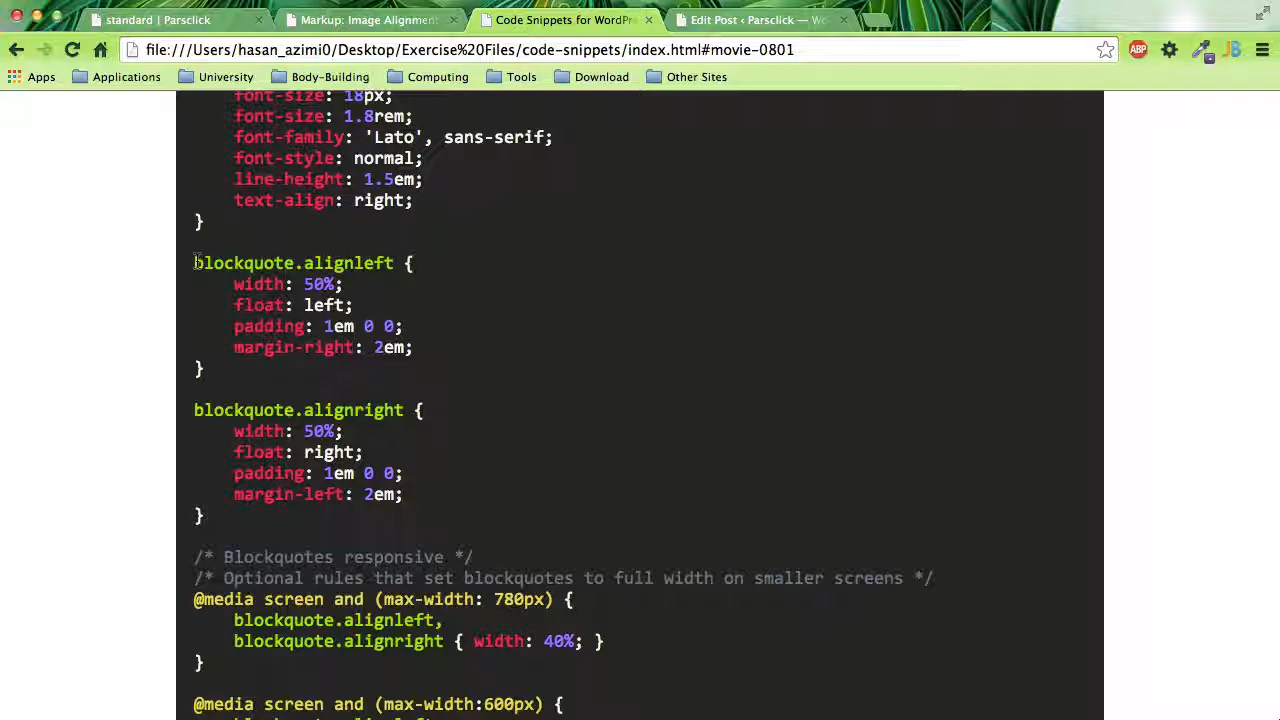 standard | Parsclick
Markup: Image Alignment
Code Snippets for WordPre
Edit Post ‹ Parsclick — Wo
file:///Users/hasan_azimi0/Desktop/Exercise%20Files/code-snippets/index.html#movie-0801
ABP
JB
Apps
Applications
University
Body-Building
Computing
Tools
Download
Other Sites
font-size: 18px;
font-size: 1.8rem;
font-family: 'Lato', sans-serif;
font-style: normal;
line-height: 1.5em;
text-align: right;
}
blockquote.alignleft {
width: 50%;
float: left;
padding: 1em 0 0;
margin-right: 2em;
}
blockquote.alignright {
width: 50%;
float: right;
padding: 1em 0 0;
margin-left: 2em;
}
/* Blockquotes responsive */
/* Optional rules that set blockquotes to full width on smaller screens */
@media screen and (max-width: 780px) {
blockquote.alignleft,
blockquote.alignright { width: 40%; }
}
@media screen and (max-width:600px) {